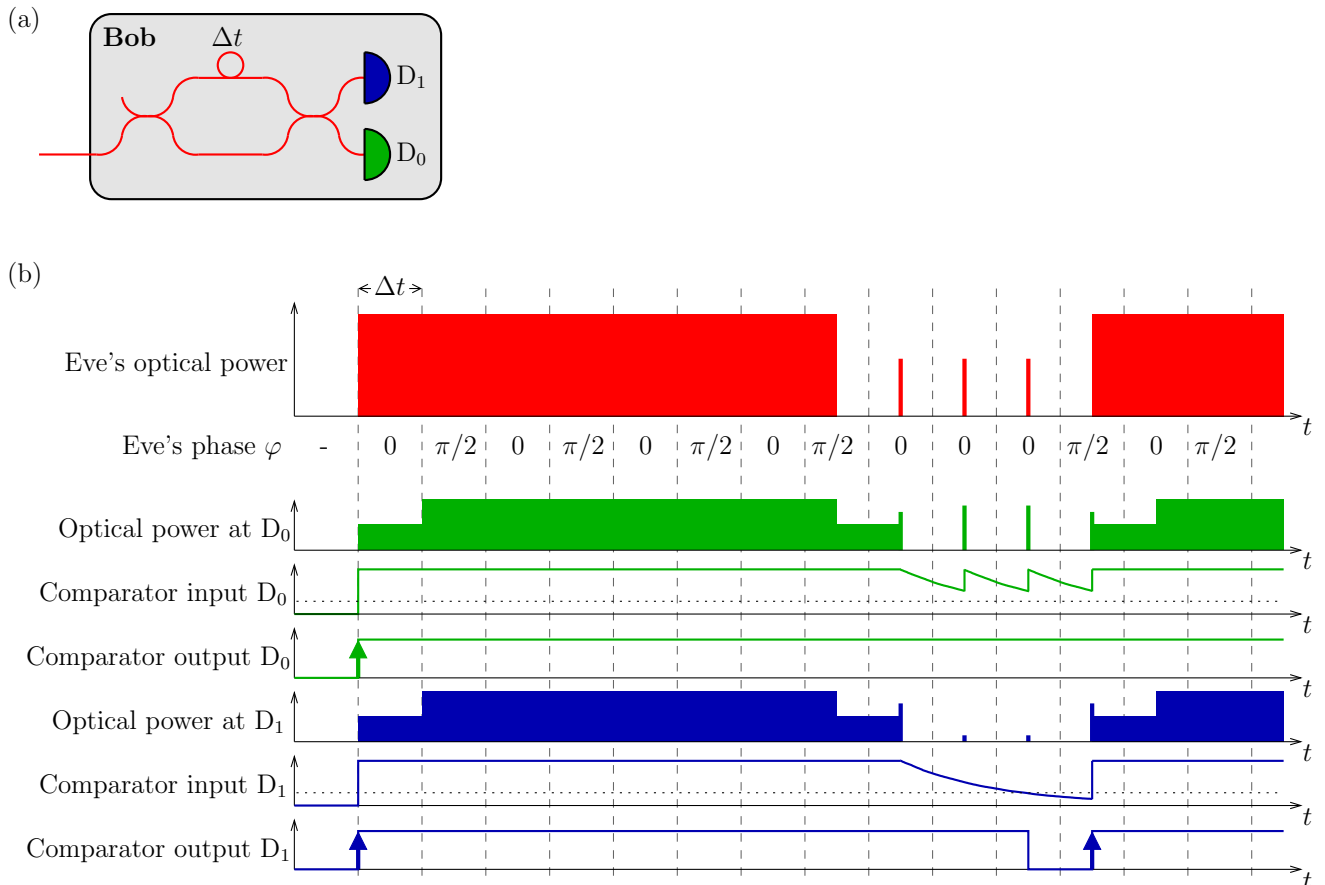 (a)
Bob
Δt
D₁
D₀
(b)
Δt
Eve's optical power
t
Eve's phase φ - 0 π/2 0 π/2 0 π/2 0 π/2 0 0 0 π/2 0 π/2
Optical power at D₀
t
Comparator input D₀
t
Comparator output D₀
t
Optical power at D₁
t
Comparator input D₁
t
Comparator output D₁
t